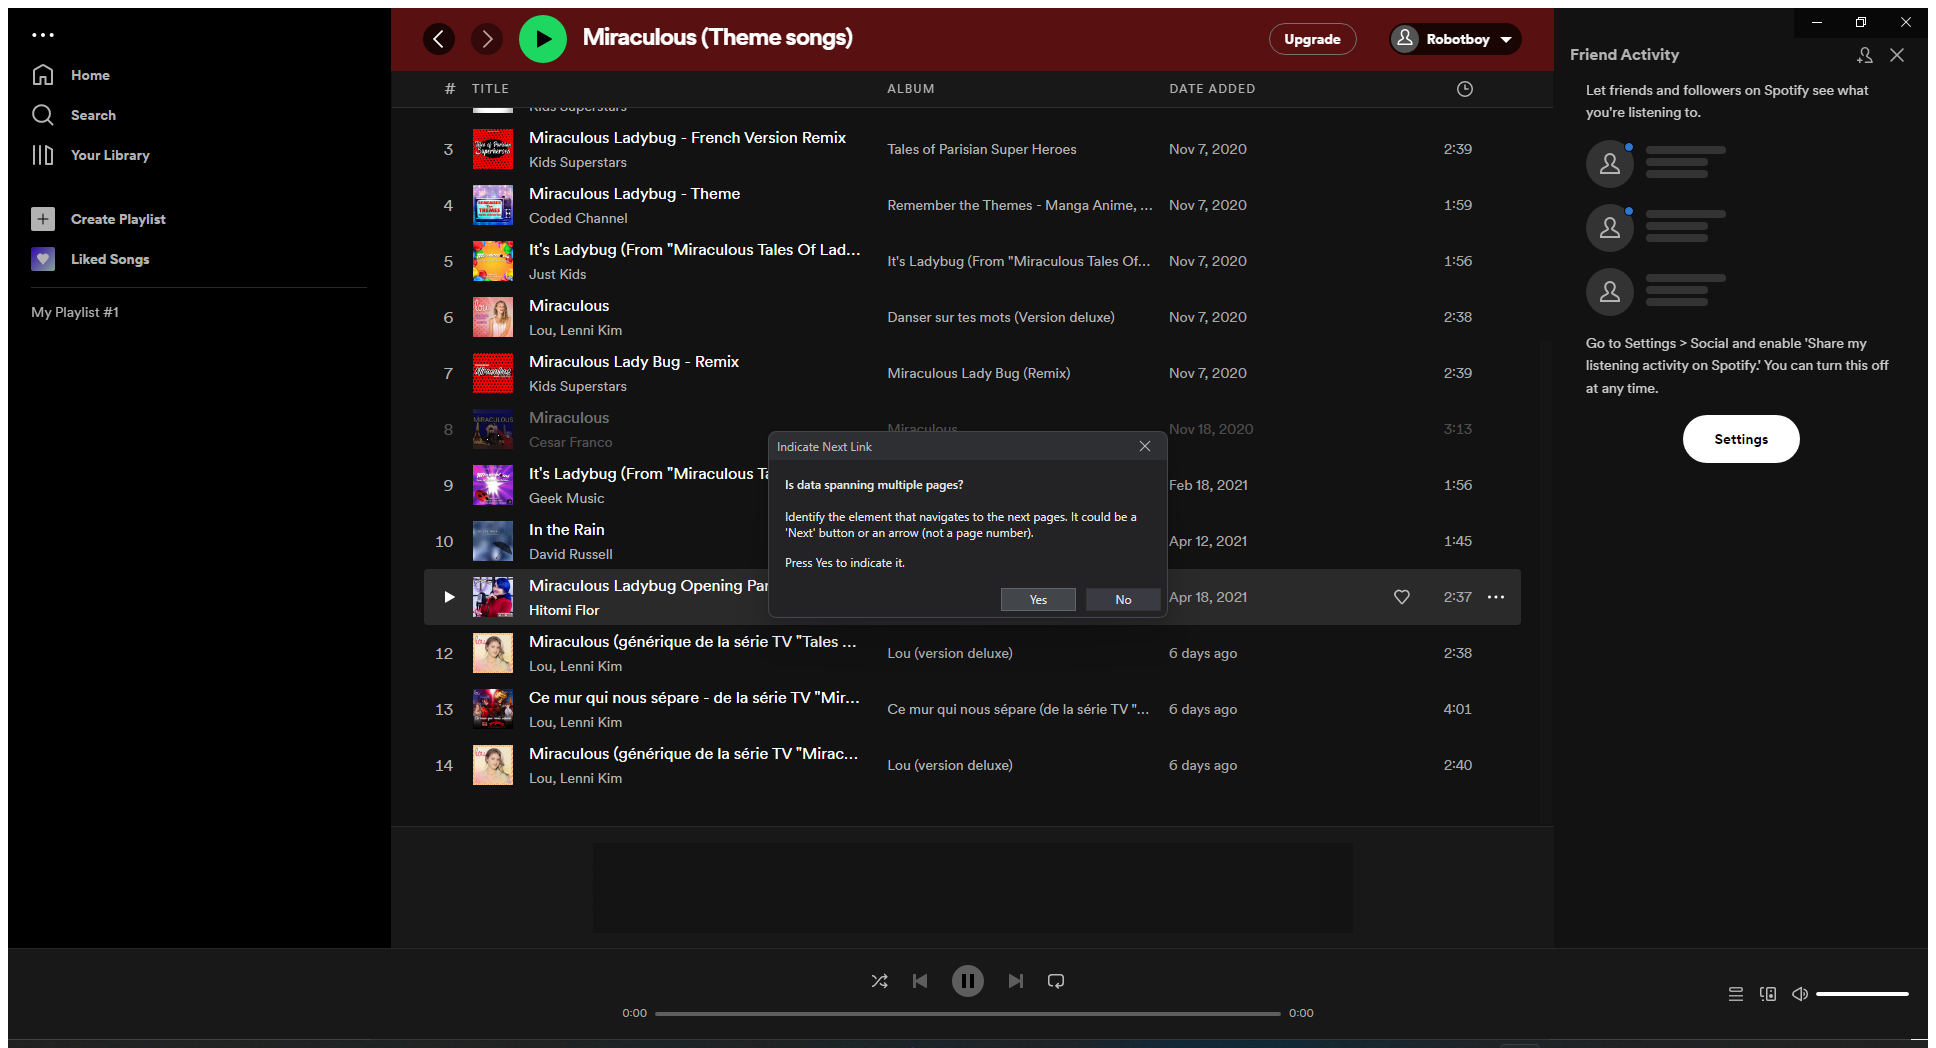 Home
Search
Your Library
Create Playlist
Liked Songs
My Playlist #1
Miraculous (Theme songs)
Upgrade
Robotboy
# TITLE ALBUM DATE ADDED
Kids Superstars
3 Miraculous Ladybug - French Version Remix
Kids Superstars
Tales of Parisian Super Heroes Nov 7, 2020 2:39
4 Miraculous Ladybug - Theme
Coded Channel
Remember the Themes - Manga Anime, ... Nov 7, 2020 1:59
5 It's Ladybug (From "Miraculous Tales Of Lad...
Just Kids
It's Ladybug (From "Miraculous Tales Of... Nov 7, 2020 1:56
6 Miraculous
Lou, Lenni Kim
Danser sur tes mots (Version deluxe) Nov 7, 2020 2:38
7 Miraculous Lady Bug - Remix
Kids Superstars
Miraculous Lady Bug (Remix) Nov 7, 2020 2:39
8 Miraculous
Cesar Franco
Miraculous Nov 18, 2020 3:13
9 It's Ladybug (From "Miraculous Ta
Geek Music
Feb 18, 2021 1:56
10 In the Rain
David Russell
Apr 12, 2021 1:45
Miraculous Ladybug Opening Par
Hitomi Flor
Apr 18, 2021 2:37
12 Miraculous (générique de la série TV "Tales ...
Lou, Lenni Kim
Lou (version deluxe) 6 days ago 2:38
13 Ce mur qui nous sépare - de la série TV "Mir...
Lou, Lenni Kim
Ce mur qui nous sépare (de la série TV "... 6 days ago 4:01
14 Miraculous (générique de la série TV "Mirac...
Lou, Lenni Kim
Lou (version deluxe) 6 days ago 2:40
Indicate Next Link
Is data spanning multiple pages?
Identify the element that navigates to the next pages. It could be a
'Next' button or an arrow (not a page number).
Press Yes to indicate it.
Yes No
Friend Activity
Let friends and followers on Spotify see what
you're listening to.
Go to Settings > Social and enable 'Share my
listening activity on Spotify.' You can turn this off
at any time.
Settings
0:00 0:00